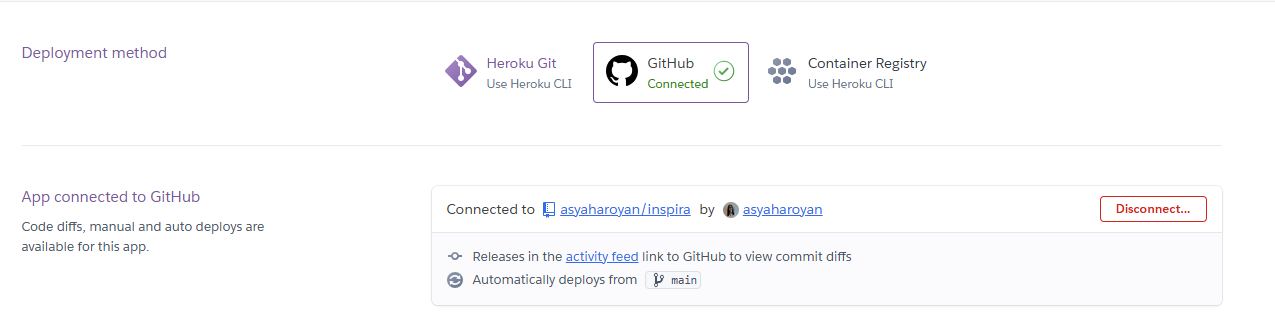 Deployment method
Heroku Git
Use Heroku CLI
GitHub
Connected
Container Registry
Use Heroku CLI
App connected to GitHub
Code diffs, manual and auto deploys are
available for this app.
Connected to asyaharoyan/inspira by asyaharoyan
Disconnect...
Releases in the activity feed link to GitHub to view commit diffs
Automatically deploys from main